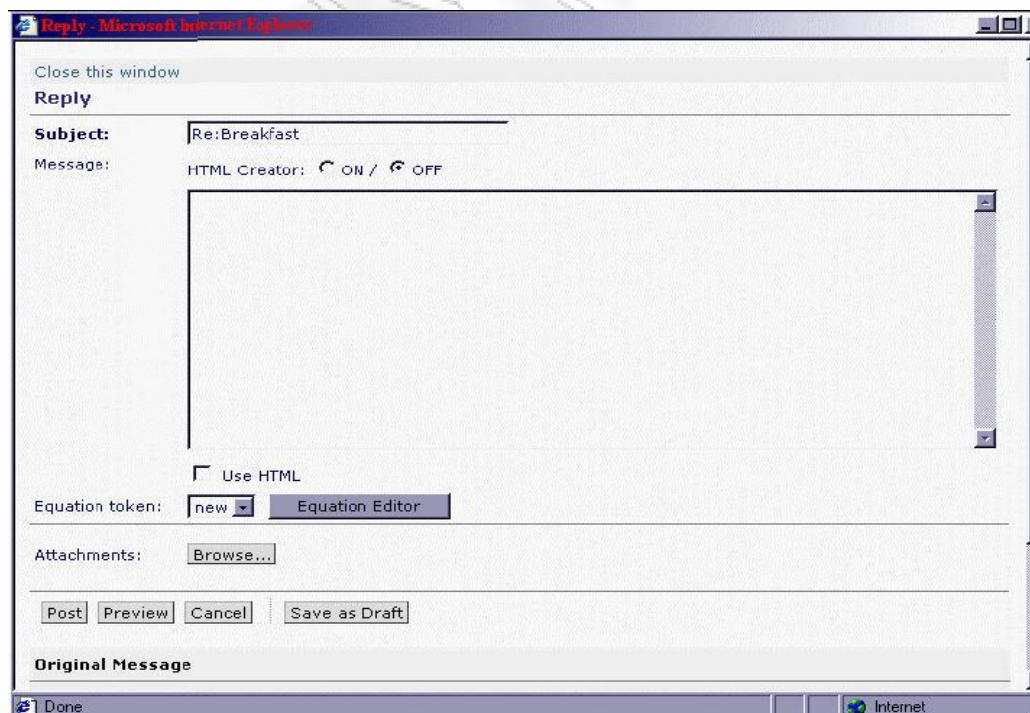 Reply - Microsoft Internet Explorer
Close this window
Reply
Subject: Re:Breakfast
Message: HTML Creator: ON / OFF
Use HTML
Equation token: new Equation Editor
Attachments: Browse...
Post Preview Cancel Save as Draft
Original Message
Done Internet